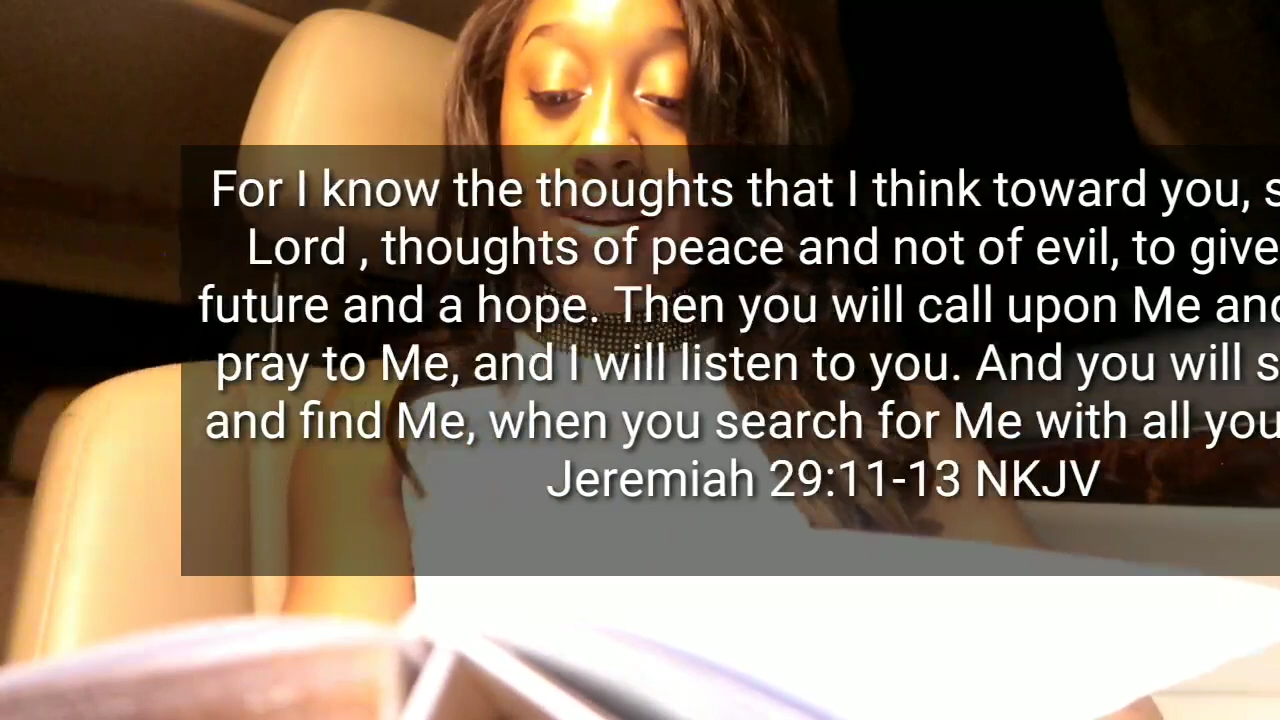 For I know the thoughts that I think toward you, s
Lord , thoughts of peace and not of evil, to give
future and a hope. Then you will call upon Me and
pray to Me, and I will listen to you. And you will s
and find Me, when you search for Me with all you
Jeremiah 29:11-13 NKJV